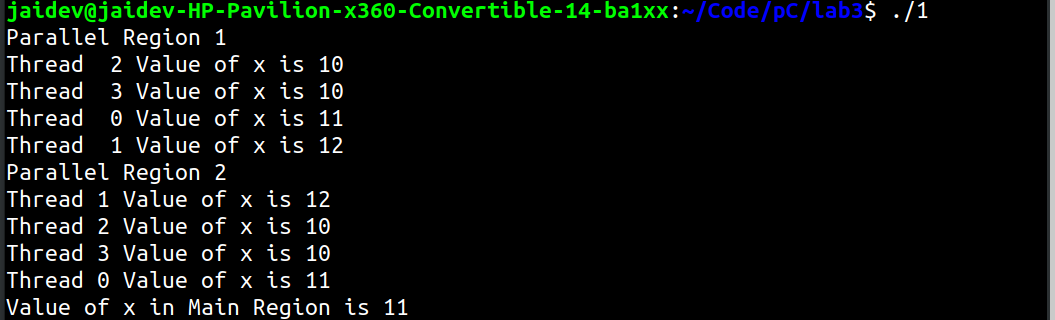 jaidev@jaidev-HP-Pavilion-x360-Convertible-14-ba1xx:~/Code/pC/lab3$ ./1
Parallel Region 1
Thread  2 Value of x is 10
Thread  3 Value of x is 10
Thread  0 Value of x is 11
Thread  1 Value of x is 12
Parallel Region 2
Thread 1 Value of x is 12
Thread 2 Value of x is 10
Thread 3 Value of x is 10
Thread 0 Value of x is 11
Value of x in Main Region is 11